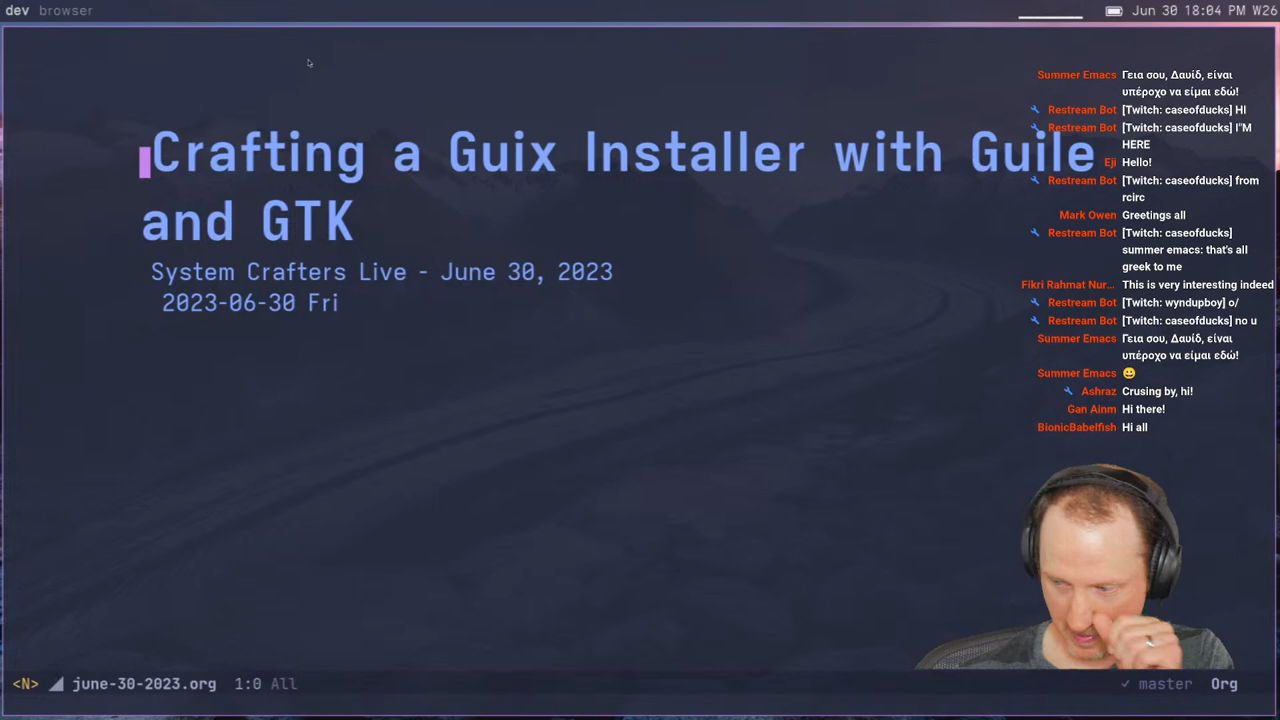 dev browser
Jun 30 18:04 PM W26
Crafting a Guix Installer with Guile
and GTK
System Crafters Live - June 30, 2023
2023-06-30 Fri
Summer Emacs Γεια σου, Δαυίδ, είναι
υπέροχο να είμαι εδώ!
Restream Bot [Twitch: caseofducks] HI
Restream Bot [Twitch: caseofducks] I"M
HERE
Eji Hello!
Restream Bot [Twitch: caseofducks] from
rcirc
Mark Owen Greetings all
Restream Bot [Twitch: caseofducks]
summer emacs: that's all
greek to me
Fikri Rahmat Nur... This is very interesting indeed
Restream Bot [Twitch: wyndupboy] o/
Restream Bot [Twitch: caseofducks] no u
Summer Emacs Γεια σου, Δαυίδ, είναι
υπέροχο να είμαι εδώ!
Summer Emacs 😀
Ashraz Crusing by, hi!
Gan Ainm Hi there!
BionicBabelfish Hi all
<N> june-30-2023.org 1:0 All
✓ master Org